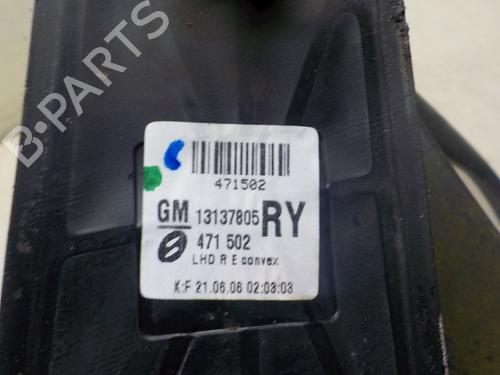 B-PARTS
471502
GM 13137805 RY
471 502
LHD R E convex
K:F 21.06.06 02:03:03